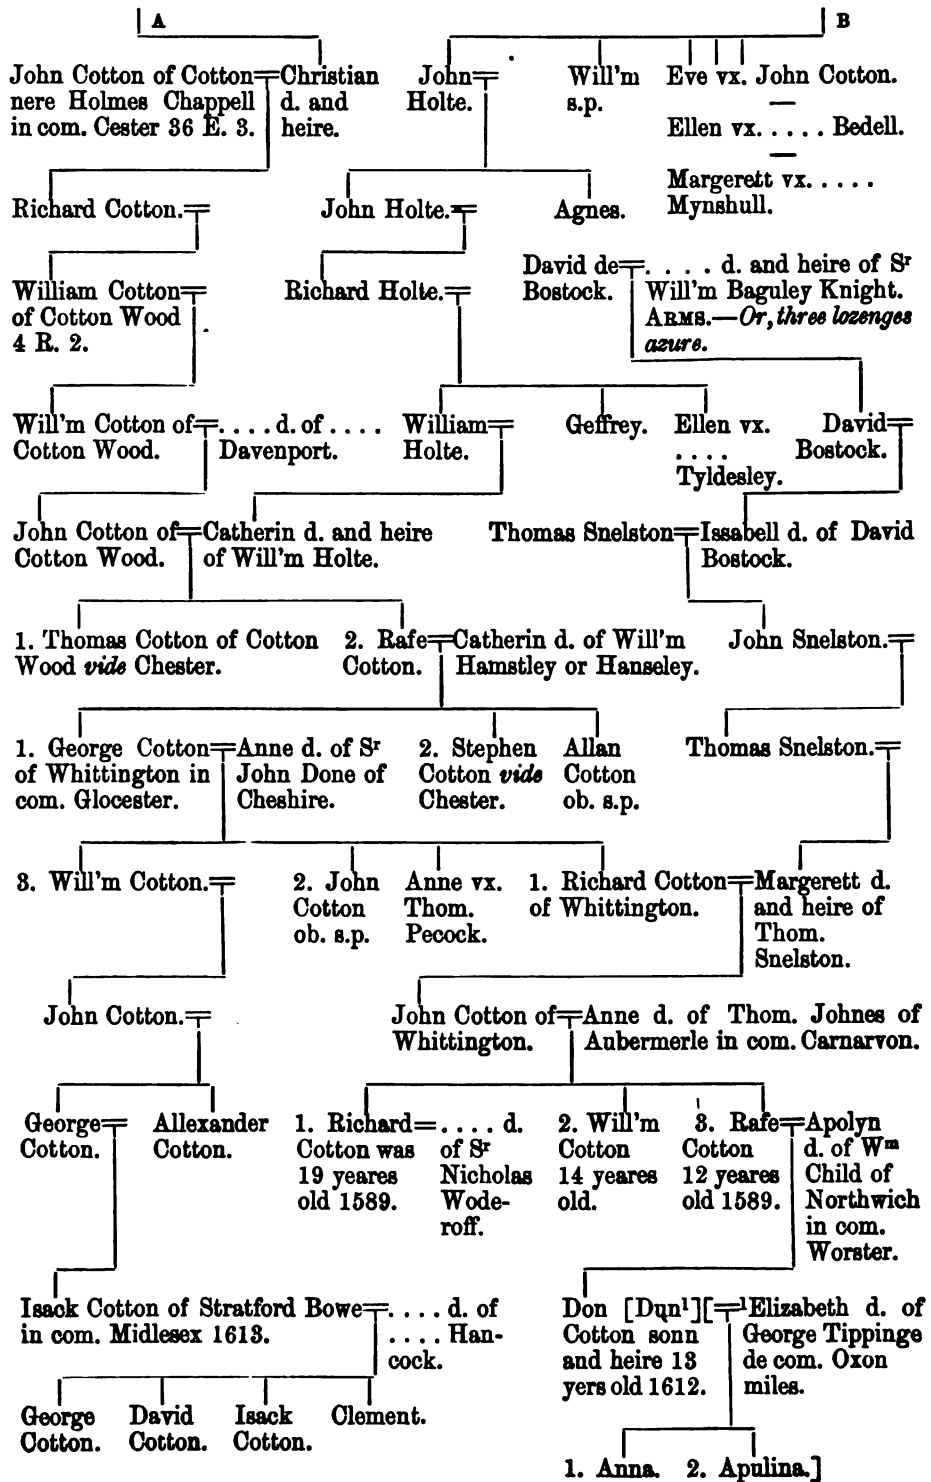 A
B
John Cotton of Cotton
nere Holmes Chappell
in com. Cester 36 E. 3.
Christian
d. and
heire.
John
Holte.
Will'm
s.p.
Eve vx. John Cotton.
—
Ellen vx. . . . . Bedell.
—
Margerett vx. . . . .
Mynshull.
Richard Cotton.
John Holte.
Agnes.
William Cotton
of Cotton Wood
4 R. 2.
Richard Holte.
David de
Bostock.
. . . . d. and heire of Sʳ
Will'm Baguley Knight.
ARMS.—Or, three lozenges
azure.
Will'm Cotton of
Cotton Wood.
. . . . d. of . . . .
Davenport.
William
Holte.
Geffrey.
Ellen vx.
. . . .
Tyldesley.
David
Bostock.
John Cotton of
Cotton Wood.
Catherin d. and heire
of Will'm Holte.
Thomas Snelston
Issabell d. of David
Bostock.
1. Thomas Cotton of Cotton
Wood vide Chester.
2. Rafe
Cotton.
Catherin d. of Will'm
Hamstley or Hanseley.
John Snelston.
1. George Cotton
of Whittington in
com. Glocester.
Anne d. of Sʳ
John Done of
Cheshire.
2. Stephen
Cotton vide
Chester.
Allan
Cotton
ob. s.p.
Thomas Snelston.
3. Will'm Cotton.
2. John
Cotton
ob. s.p.
Anne vx.
Thom.
Pecock.
1. Richard Cotton
of Whittington.
Margerett d.
and heire of
Thom.
Snelston.
John Cotton.
John Cotton of
Whittington.
Anne d. of Thom. Johnes of
Aubermerle in com. Carnarvon.
George
Cotton.
Allexander
Cotton.
1. Richard
Cotton was
19 yeares
old 1589.
. . . . d.
of Sʳ
Nicholas
Wode-
roff.
2. Will'm
Cotton
14 yeares
old.
3. Rafe
Cotton
12 yeares
old 1589.
Apolyn
d. of Wᵐ
Child of
Northwich
in com.
Worster.
Isack Cotton of Stratford Bowe
in com. Midlesex 1613.
. . . . d. of
. . . . Han-
cock.
Don [Dųn¹][
Cotton sonn
and heire 13
yers old 1612.
¹Elizabeth d. of
George Tippinge
de com. Oxon
miles.
George
Cotton.
David
Cotton.
Isack
Cotton.
Clement.
1. Anna.
2. Apulina.]